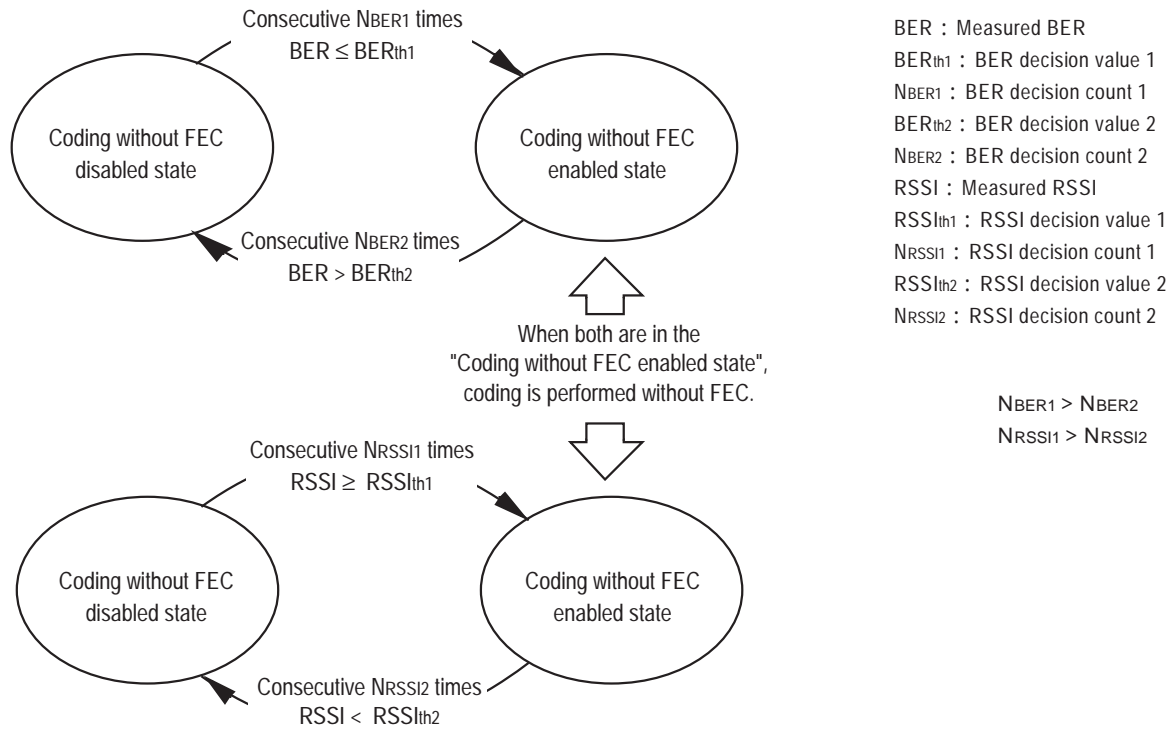 Consecutive NBER1 times
BER ≤ BERth1
Coding without FEC
disabled state
Coding without FEC
enabled state
Consecutive NBER2 times
BER > BERth2
When both are in the
"Coding without FEC enabled state",
coding is performed without FEC.
Consecutive NRSSI1 times
RSSI ≥ RSSIth1
Coding without FEC
disabled state
Coding without FEC
enabled state
Consecutive NRSSI2 times
RSSI < RSSIth2
BER : Measured BER
BERth1 : BER decision value 1
NBER1 : BER decision count 1
BERth2 : BER decision value 2
NBER2 : BER decision count 2
RSSI : Measured RSSI
RSSIth1 : RSSI decision value 1
NRSSI1 : RSSI decision count 1
RSSIth2 : RSSI decision value 2
NRSSI2 : RSSI decision count 2
NBER1 > NBER2
NRSSI1 > NRSSI2